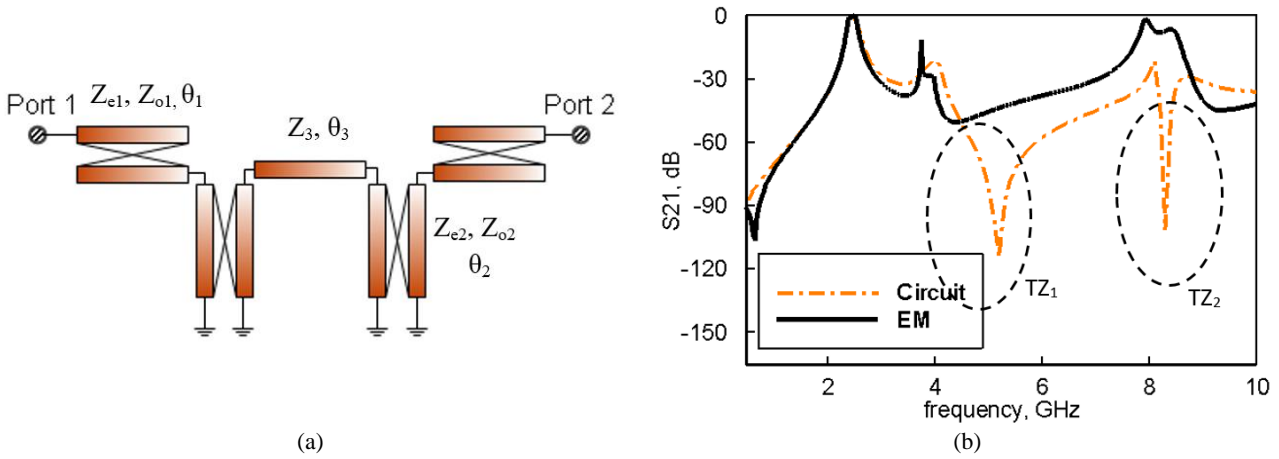 Port 1
Ze1, Zo1, θ1
Z3, θ3
Port 2
Ze2, Zo2
θ2
(a)
S21, dB
0
-30
-60
-90
-120
-150
Circuit
EM
TZ1
TZ2
2
4
6
8
10
frequency, GHz
(b)